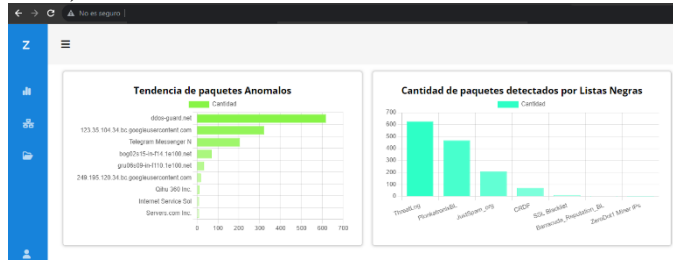 No es seguro
Z
Tendencia de paquetes Anomalos
Cantidad
ddos-guard.net
123.35.104.34.bc.googleusercontent.com
Telegram Messenger N
bog02s15-in-f14.1e100.net
gru06s09-in-f110.1e100.net
249.195.128.34.bc.googleusercontent.com
Qihu 360 Inc.
Internet Service Sol
Servers.com Inc.
0 100 200 300 400 500 600 700
Cantidad de paquetes detectados por Listas Negras
Cantidad
700
600
500
400
300
200
100
0
JustSpam_org
CRDF
SSL Blacklist
Barracuda_Reputation_BL
ZeroDot1 Miner IPs